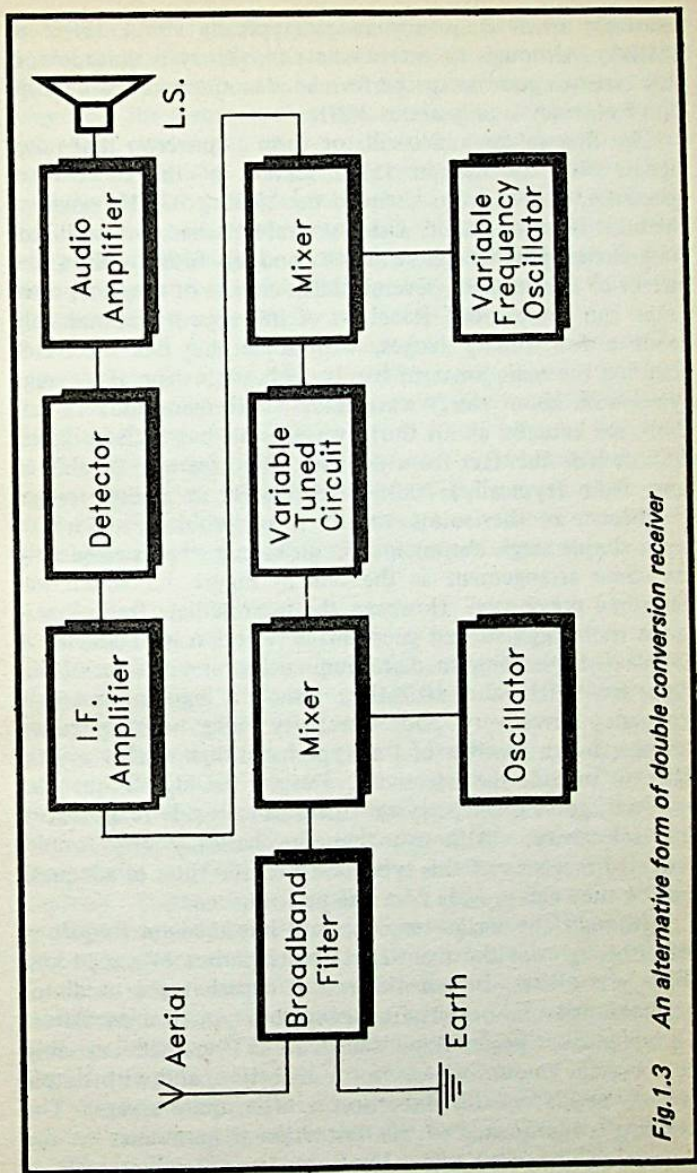 Aerial
Earth
Broadband
Filter
Mixer
Oscillator
Variable
Tuned
Circuit
Mixer
Variable
Frequency
Oscillator
I.F.
Amplifier
Detector
Audio
Amplifier
L.S.
Fig.1.3 An alternative form of double conversion receiver